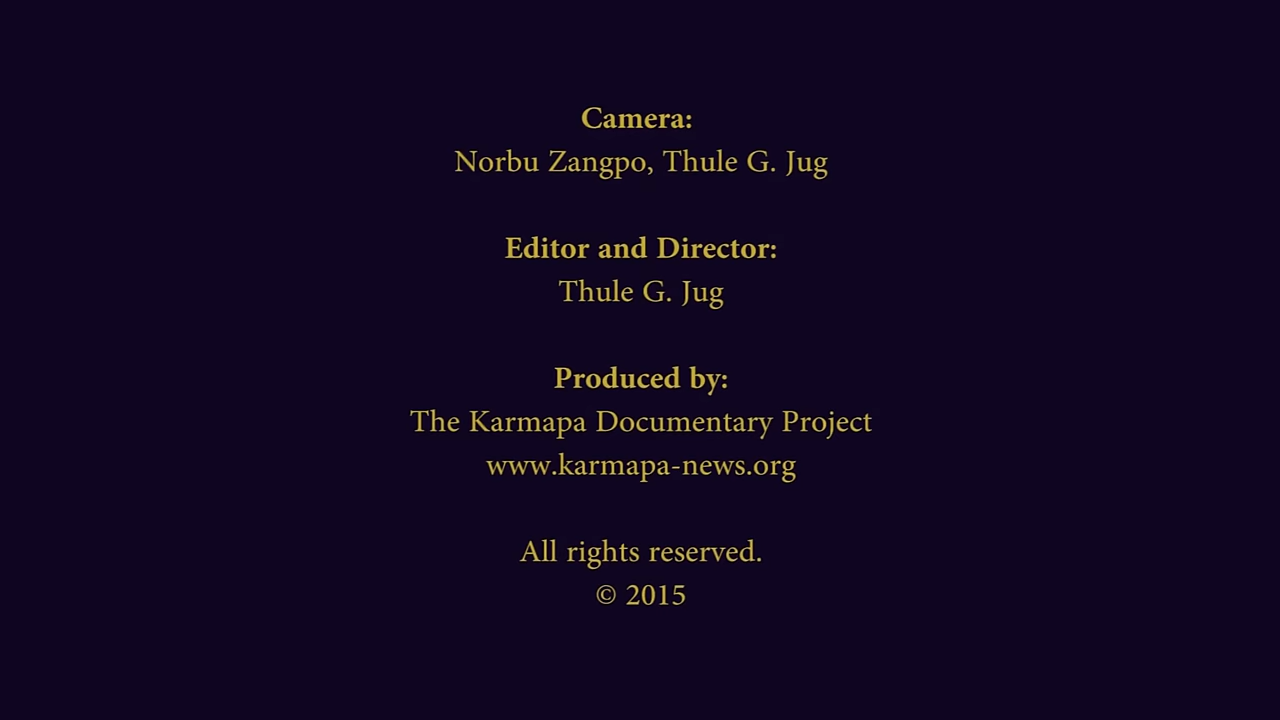 Camera:
Norbu Zangpo, Thule G. Jug
Editor and Director:
Thule G. Jug
Produced by:
The Karmapa Documentary Project
www.karmapa-news.org
All rights reserved.
© 2015